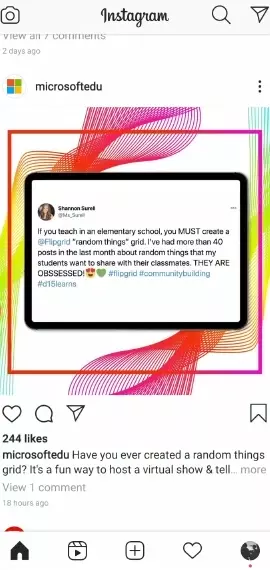 Instagram
View all 7 comments
2 days ago
microsoftedu
Shannon Surell
@Ms_Surell
If you teach in an elementary school, you MUST create a
@Flipgrid "random things" grid. I've had more than 40
posts in the last month about random things that my
students want to share with their classmates. THEY ARE
OBSSESSED!😍💚 #flipgrid #communitybuilding
#d15learns
244 likes
microsoftedu Have you ever created a random things
grid? It's a fun way to host a virtual show & tell... more
View 1 comment
18 hours ago